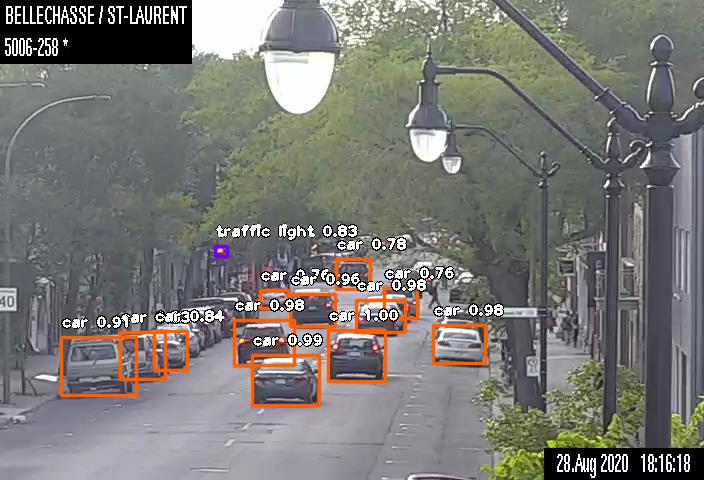 BELLECHASSE / ST-LAURENT
5006-258 *
traffic light 0.83
car 0.78
car 0.76
car 0.96
car 0.76
car 0.98
car 0.98
car 1.00
car 0.98
car 0.91
car
0.84
car 0.99
40
28.Aug 2020 18:16:18